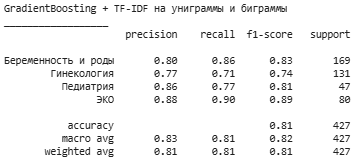 GradientBoosting + TF-IDF на униграммы и биграммы
___________________
precision recall f1-score support
Беременность и роды 0.80 0.86 0.83 169
Гинекология 0.77 0.71 0.74 131
Педиатрия 0.86 0.77 0.81 47
ЭКО 0.88 0.90 0.89 80
accuracy 0.81 427
macro avg 0.83 0.81 0.82 427
weighted avg 0.81 0.81 0.81 427